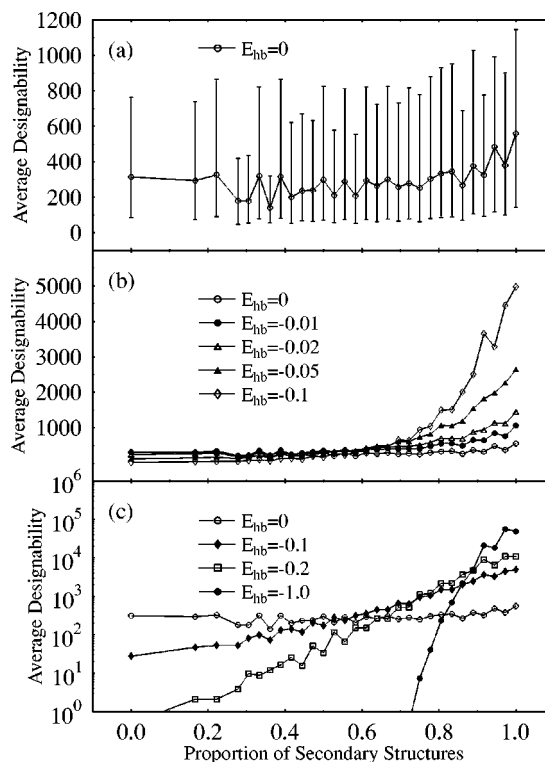 1200
(a)
E_hb=0
1000
800
600
400
200
0
Average Designability
(b)
5000
E_hb=0
E_hb=-0.01
4000
E_hb=-0.02
3000
E_hb=-0.05
2000
E_hb=-0.1
1000
Average Designability
10^6
(c)
E_hb=0
10^5
E_hb=-0.1
10^4
E_hb=-0.2
10^3
E_hb=-1.0
10^2
10^1
10^0
Average Designability
0.0 0.2 0.4 0.6 0.8 1.0
Proportion of Secondary Structures